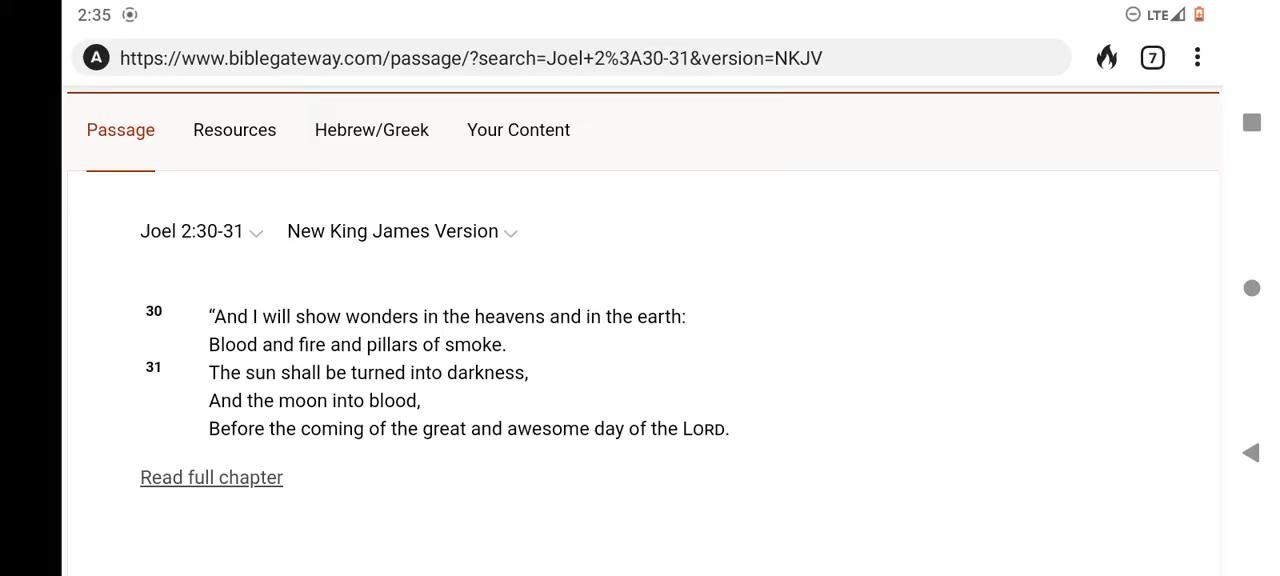 2:35 LTE
A https://www.biblegateway.com/passage/?search=Joel+2%3A30-31&version=NKJV 7
Passage Resources Hebrew/Greek Your Content
Joel 2:30-31 New King James Version
30 “And I will show wonders in the heavens and in the earth:
Blood and fire and pillars of smoke.
31 The sun shall be turned into darkness,
And the moon into blood,
Before the coming of the great and awesome day of the LORD.
Read full chapter